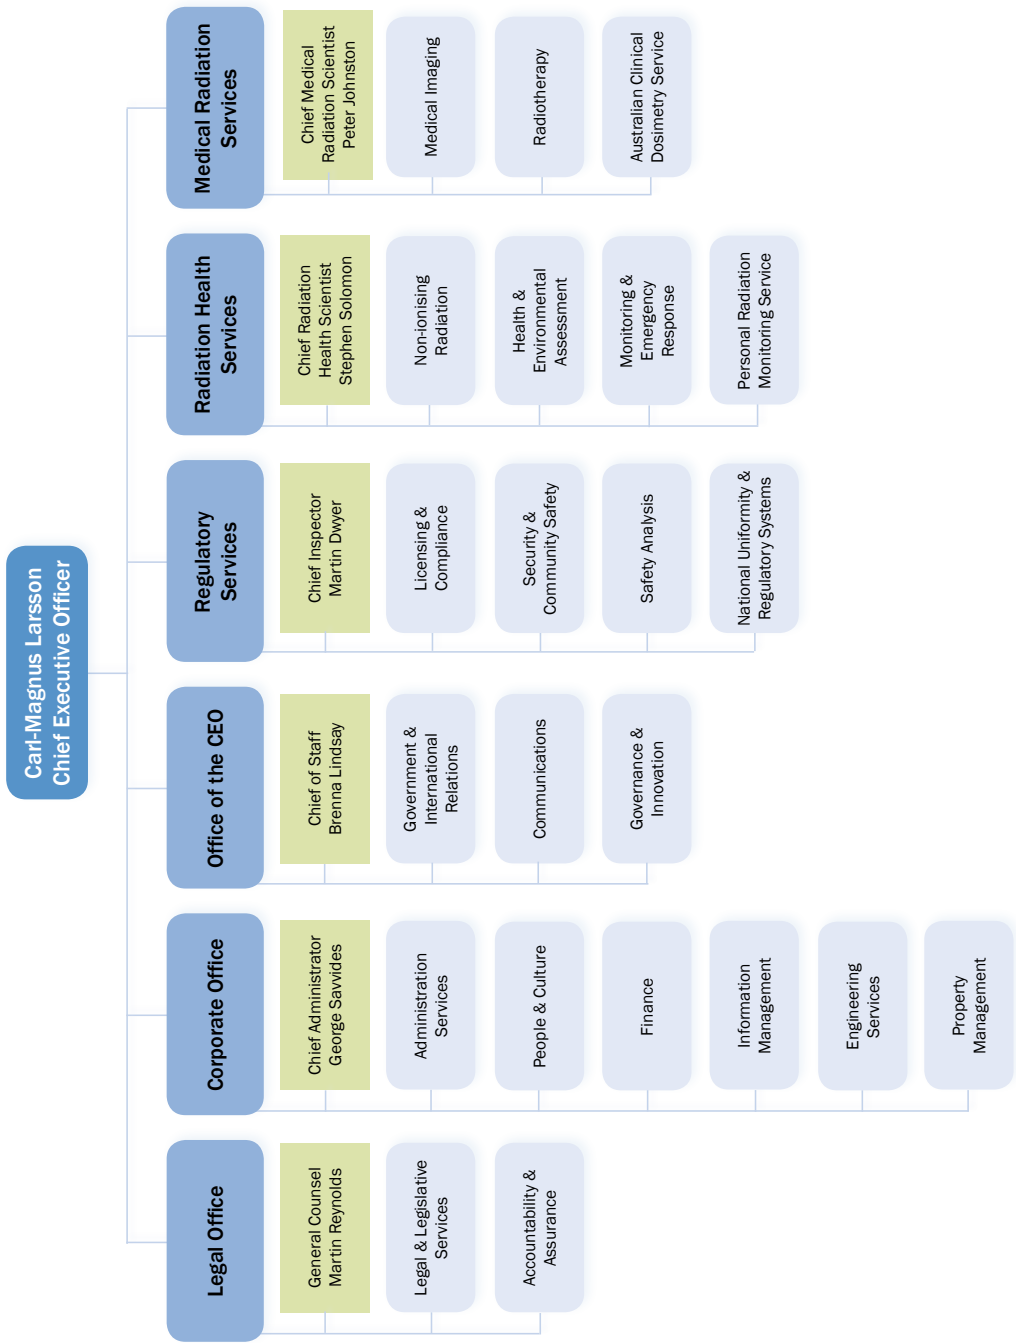 Carl-Magnus Larsson
Chief Executive Officer
Legal Office
General Counsel
Martin Reynolds
Legal & Legislative
Services
Accountability &
Assurance
Corporate Office
Chief Administrator
George Savvides
Administration
Services
People & Culture
Finance
Information
Management
Engineering
Services
Property
Management
Office of the CEO
Chief of Staff
Brenna Lindsay
Government &
International
Relations
Communications
Governance &
Innovation
Regulatory
Services
Chief Inspector
Martin Dwyer
Licensing &
Compliance
Security &
Community Safety
Safety Analysis
National Uniformity &
Regulatory Systems
Radiation Health
Services
Chief Radiation
Health Scientist
Stephen Solomon
Non-ionising
Radiation
Health &
Environmental
Assessment
Monitoring &
Emergency
Response
Personal Radiation
Monitoring Service
Medical Radiation
Services
Chief Medical
Radiation Scientist
Peter Johnston
Medical Imaging
Radiotherapy
Australian Clinical
Dosimetry Service